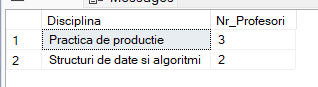 Messages
Disciplina Nr_Profesori
1 Practica de productie 3
2 Structuri de date si algoritmi 2